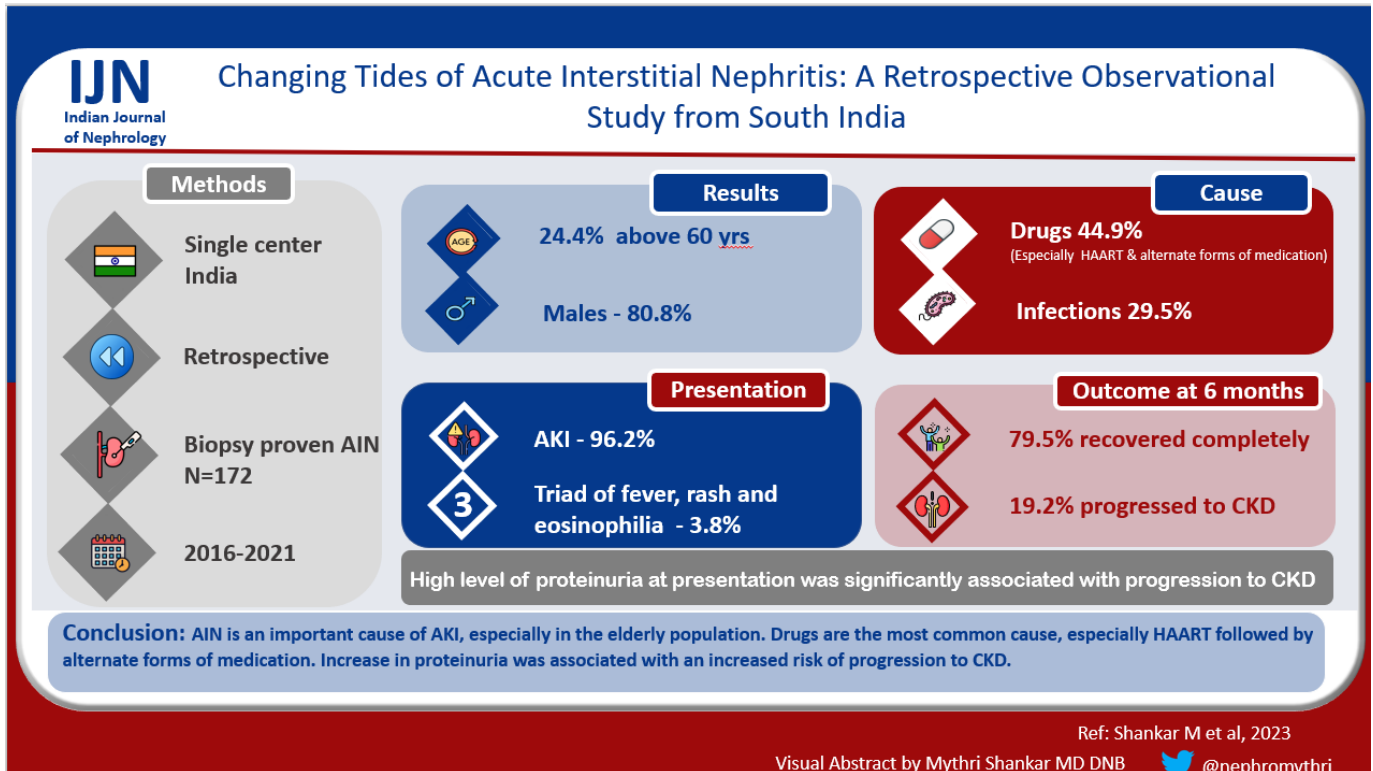 IJN
Indian Journal
of Nephrology
Changing Tides of Acute Interstitial Nephritis: A Retrospective Observational
Study from South India
Methods
Single center
India
Retrospective
Biopsy proven AIN
N=172
2016-2021
Results
AGE
24.4% above 60 yrs
Males - 80.8%
Cause
Drugs 44.9%
(Especially HAART & alternate forms of medication)
Infections 29.5%
Presentation
AKI - 96.2%
3
Triad of fever, rash and
eosinophilia - 3.8%
Outcome at 6 months
79.5% recovered completely
19.2% progressed to CKD
High level of proteinuria at presentation was significantly associated with progression to CKD
Conclusion: AIN is an important cause of AKI, especially in the elderly population. Drugs are the most common cause, especially HAART followed by
alternate forms of medication. Increase in proteinuria was associated with an increased risk of progression to CKD.
Ref: Shankar M et al, 2023
Visual Abstract by Mythri Shankar MD DNB
@nephromythri